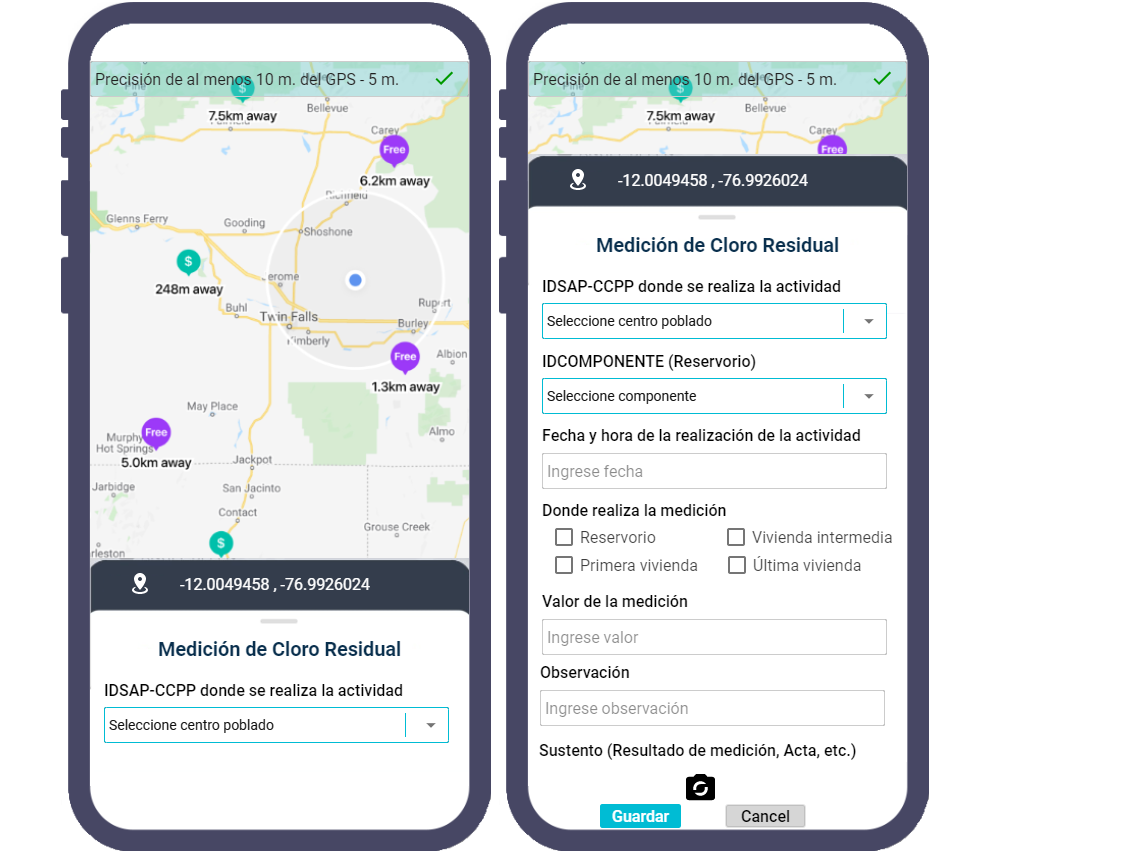 Precisión de al menos 10 m. del GPS - 5 m.
$
7.5km away
Bellevue
Carey
Free
6.2km away
Richfield
Glenns Ferry
Gooding
Shoshone
$
248m away
Jerome
Buhl
Twin Falls
Rupert
Burley
Kimberly
Free
1.3km away
Albion
May Place
Free
Murphy
Hot Springs
5.0km away
Almo
Jackpot
Jarbidge
San Jacinto
Contact
Grouse Creek
$
-12.0049458 , -76.9926024
Medición de Cloro Residual
IDSAP-CCPP donde se realiza la actividad
Seleccione centro poblado
Precisión de al menos 10 m. del GPS - 5 m.
$
7.5km away
Bellevue
Carey
Free
-12.0049458 , -76.9926024
Medición de Cloro Residual
IDSAP-CCPP donde se realiza la actividad
Seleccione centro poblado
IDCOMPONENTE (Reservorio)
Seleccione componente
Fecha y hora de la realización de la actividad
Ingrese fecha
Donde realiza la medición
Reservorio
Vivienda intermedia
Primera vivienda
Última vivienda
Valor de la medición
Ingrese valor
Observación
Ingrese observación
Sustento (Resultado de medición, Acta, etc.)
Guardar
Cancel